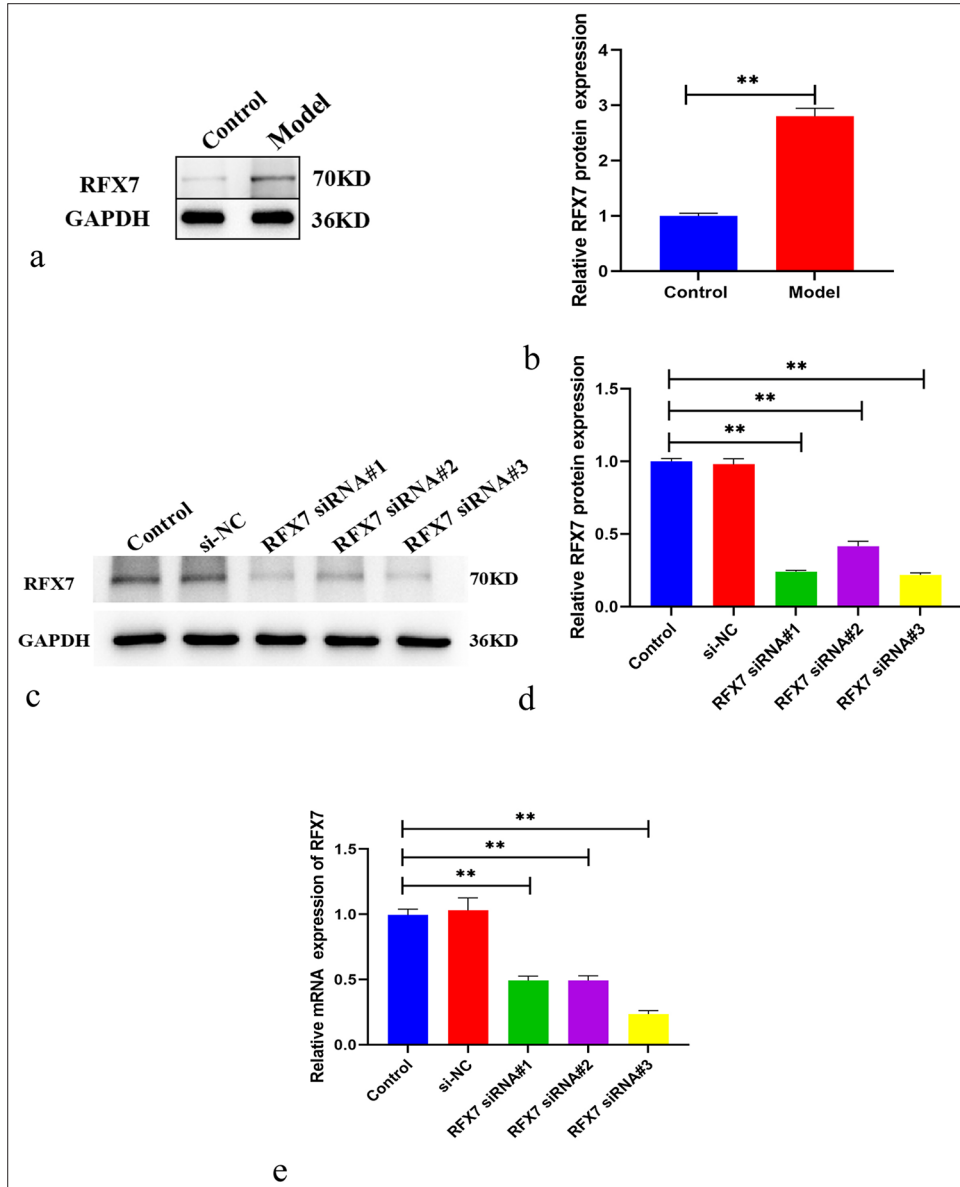 Control
Model
RFX7
70KD
GAPDH
36KD
a
Relative RFX7 protein expression
4
3
2
1
0
**
Control
Model
b
Control
si-NC
RFX7 siRNA#1
RFX7 siRNA#2
RFX7 siRNA#3
RFX7
70KD
GAPDH
36KD
c
Relative RFX7 protein expression
1.5
1.0
0.5
0.0
**
**
**
Control
si-NC
RFX7 siRNA#1
RFX7 siRNA#2
RFX7 siRNA#3
d
Relative mRNA expression of RFX7
1.5
1.0
0.5
0.0
**
**
**
Control
si-NC
RFX7 siRNA#1
RFX7 siRNA#2
RFX7 siRNA#3
e